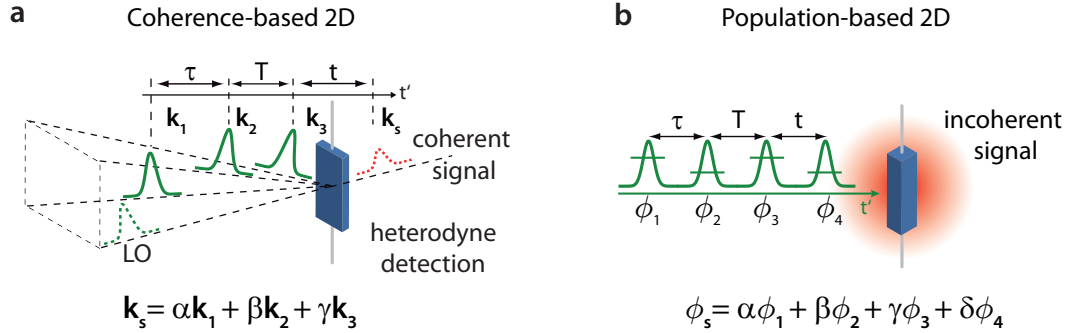 a
Coherence-based 2D
τ T t
t'
k₁ k₂ k₃ kₛ
coherent
signal
LO
heterodyne
detection
kₛ= αk₁ + βk₂ + γk₃
b
Population-based 2D
τ T t
incoherent
signal
t'
ϕ₁ ϕ₂ ϕ₃ ϕ₄
ϕₛ= αϕ₁ + βϕ₂ + γϕ₃ + δϕ₄